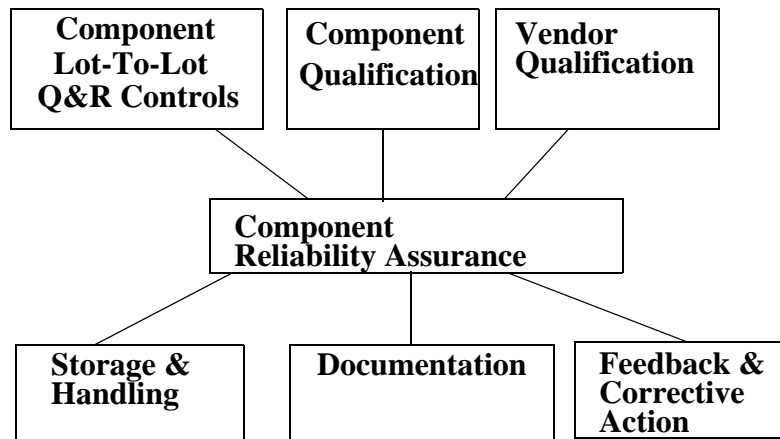 Component
Lot-To-Lot
Q&R Controls
Component
Qualification
Vendor
Qualification
Component
Reliability Assurance
Storage &
Handling
Documentation
Feedback &
Corrective
Action